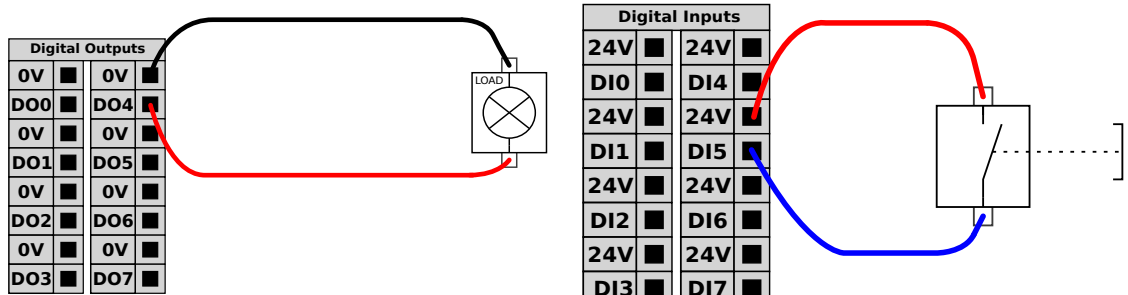 Digital Outputs
0V 0V
DO0 DO4
0V 0V
DO1 DO5
0V 0V
DO2 DO6
0V 0V
DO3 DO7
LOAD
Digital Inputs
24V 24V
DI0 DI4
24V 24V
DI1 DI5
24V 24V
DI2 DI6
24V 24V
DI3 DI7